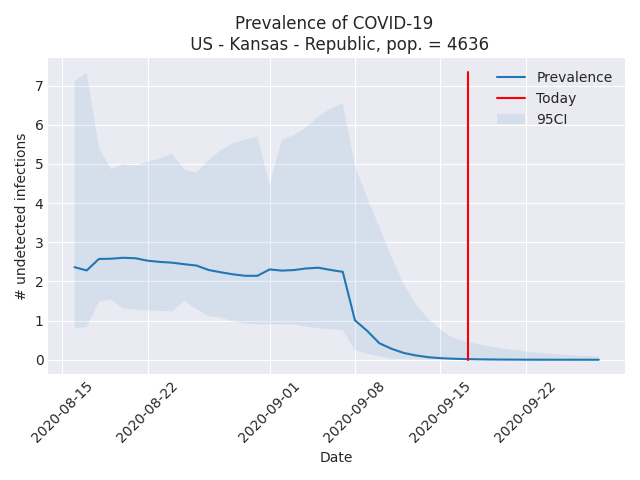 Prevalence of COVID-19
US - Kansas - Republic, pop. = 4636
Prevalence
Today
95CI
# undetected infections
7
6
5
4
3
2
1
0
2020-08-15
2020-08-22
2020-09-01
2020-09-08
2020-09-15
2020-09-22
Date